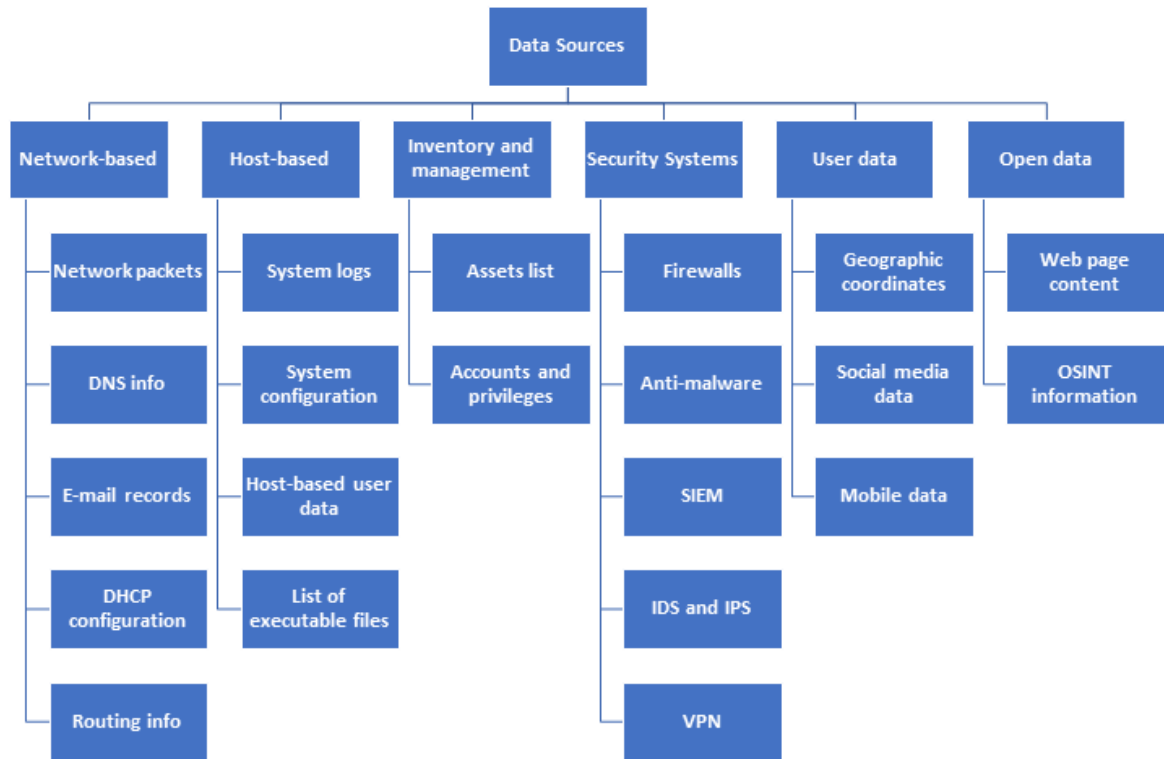 Data Sources
Network-based
Host-based
Inventory and
management
Security Systems
User data
Open data
Network packets
System logs
Assets list
Firewalls
Geographic
coordinates
Web page
content
DNS info
System
configuration
Accounts and
privileges
Anti-malware
Social media
data
OSINT
information
E-mail records
Host-based user
data
SIEM
Mobile data
DHCP
configuration
List of
executable files
IDS and IPS
Routing info
VPN